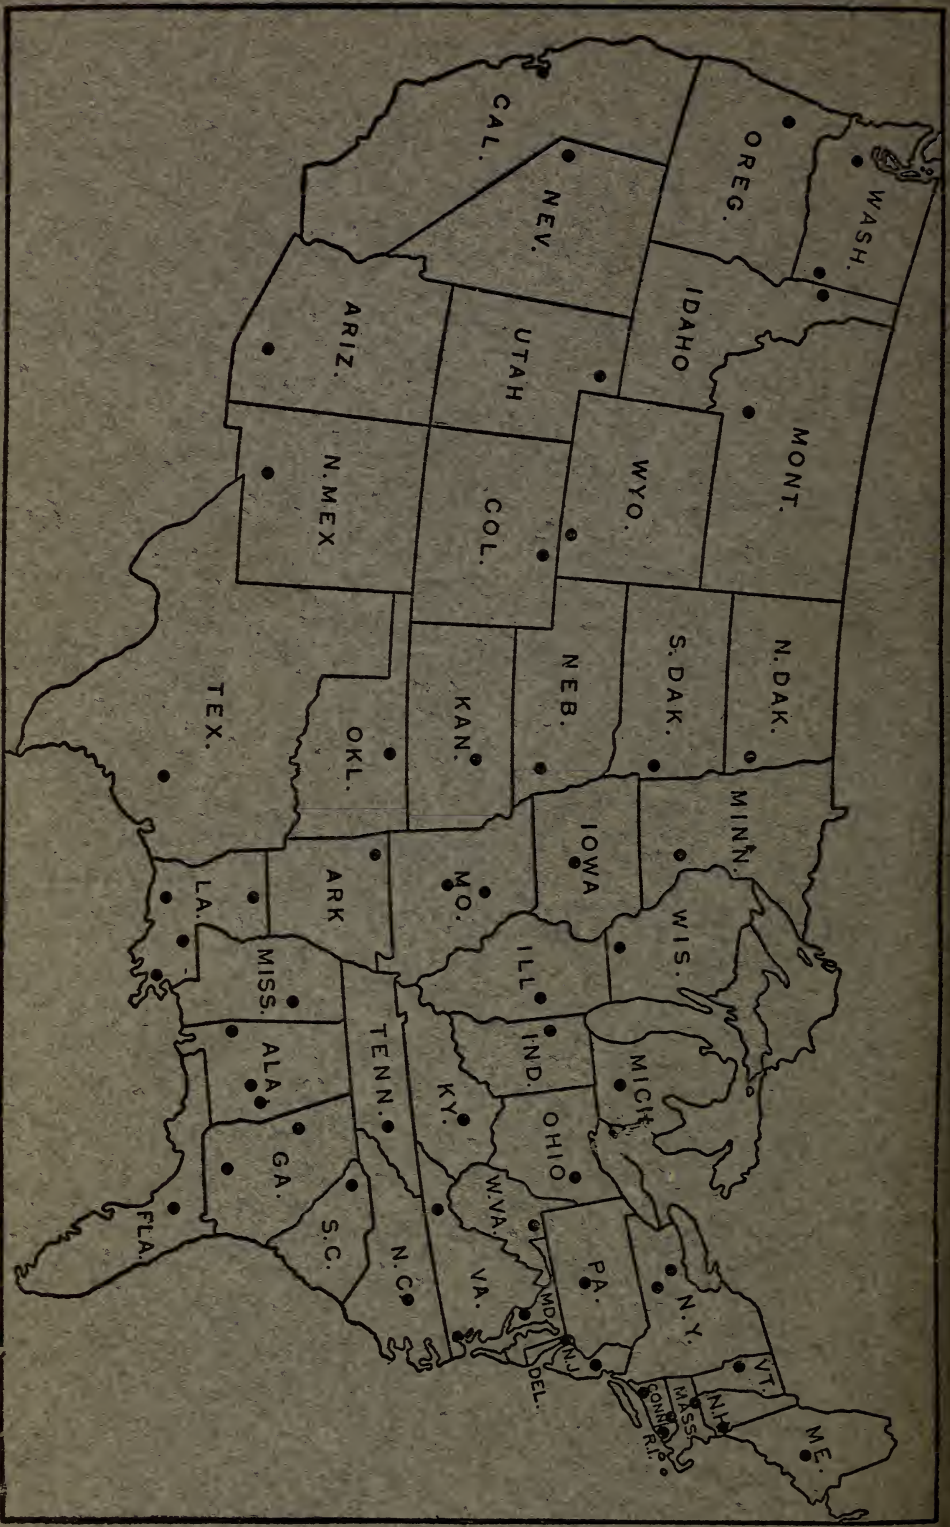 WASH.
OREG.
CAL.
NEV.
IDAHO
MONT.
WYO.
UTAH
COL.
ARIZ.
N.MEX
N.DAK.
S.DAK.
NEB.
KAN.
OKL.
TEX.
MINN.
IOWA
MO.
ARK
LA.
WIS.
ILL
MICH
IND.
OHIO
KY.
TENN.
MISS.
ALA.
GA.
FLA.
S.C.
N.C.
VA.
W.VA.
PA.
MD.
DEL.
N.J.
N.Y.
VT.
N.H.
MASS.
CONN.
R.I.
ME.